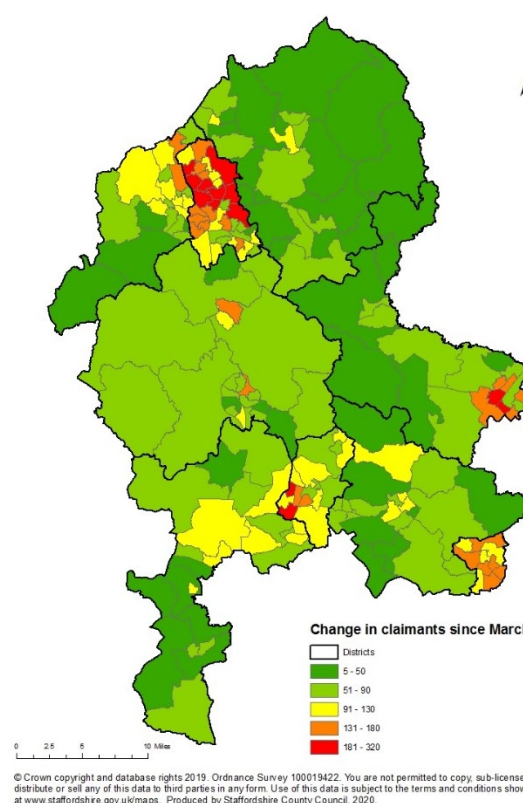 Change in claimants since Marc
Districts
5 - 50
51 - 90
91 - 130
131 - 180
181 - 320
0 2.5 5 10 Miles
© Crown copyright and database rights 2019. Ordnance Survey 100019422. You are not permitted to copy, sub-license
distribute or sell any of this data to third parties in any form. Use of this data is subject to the terms and conditions sho
at www.staffordshire.gov.uk/maps. Produced by Staffordshire County Council, 2020.